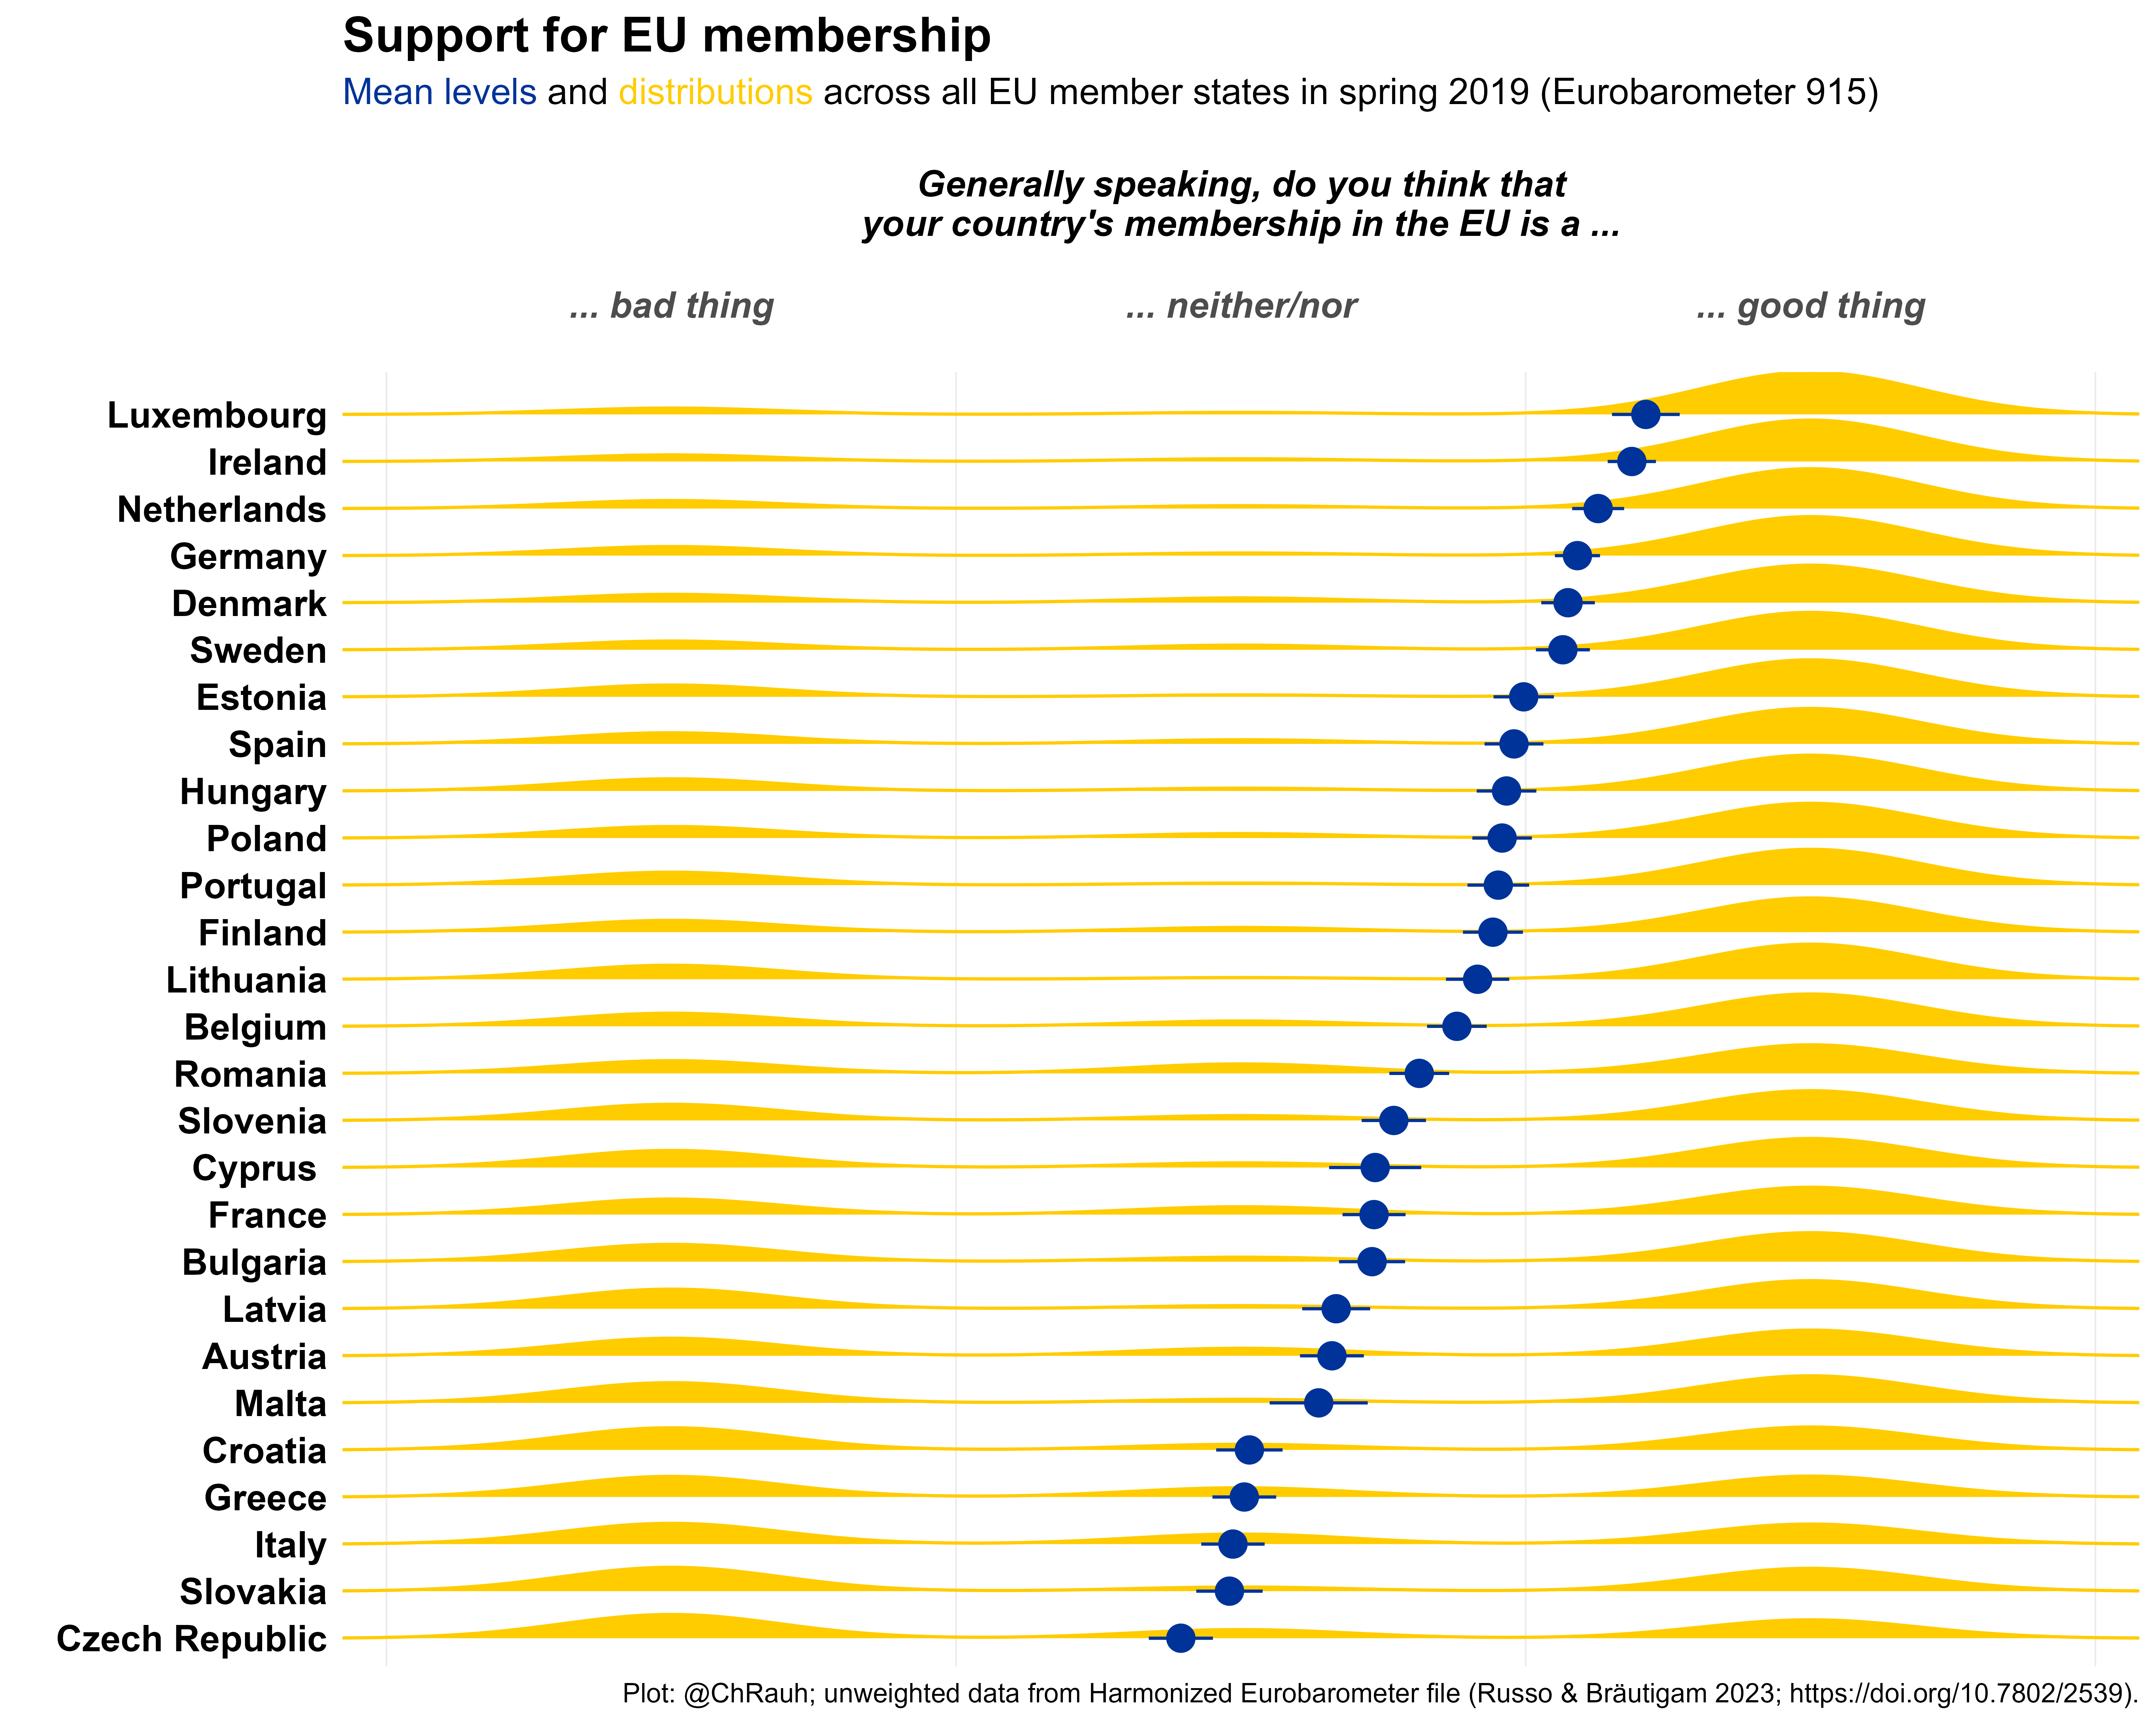 Support for EU membership
Mean levels and distributions across all EU member states in spring 2019 (Eurobarometer 915)
Generally speaking, do you think that
your country's membership in the EU is a ...
... bad thing ... neither/nor ... good thing
Luxembourg
Ireland
Netherlands
Germany
Denmark
Sweden
Estonia
Spain
Hungary
Poland
Portugal
Finland
Lithuania
Belgium
Romania
Slovenia
Cyprus
France
Bulgaria
Latvia
Austria
Malta
Croatia
Greece
Italy
Slovakia
Czech Republic
Plot: @ChRauh; unweighted data from Harmonized Eurobarometer file (Russo & Bräutigam 2023; https://doi.org/10.7802/2539).